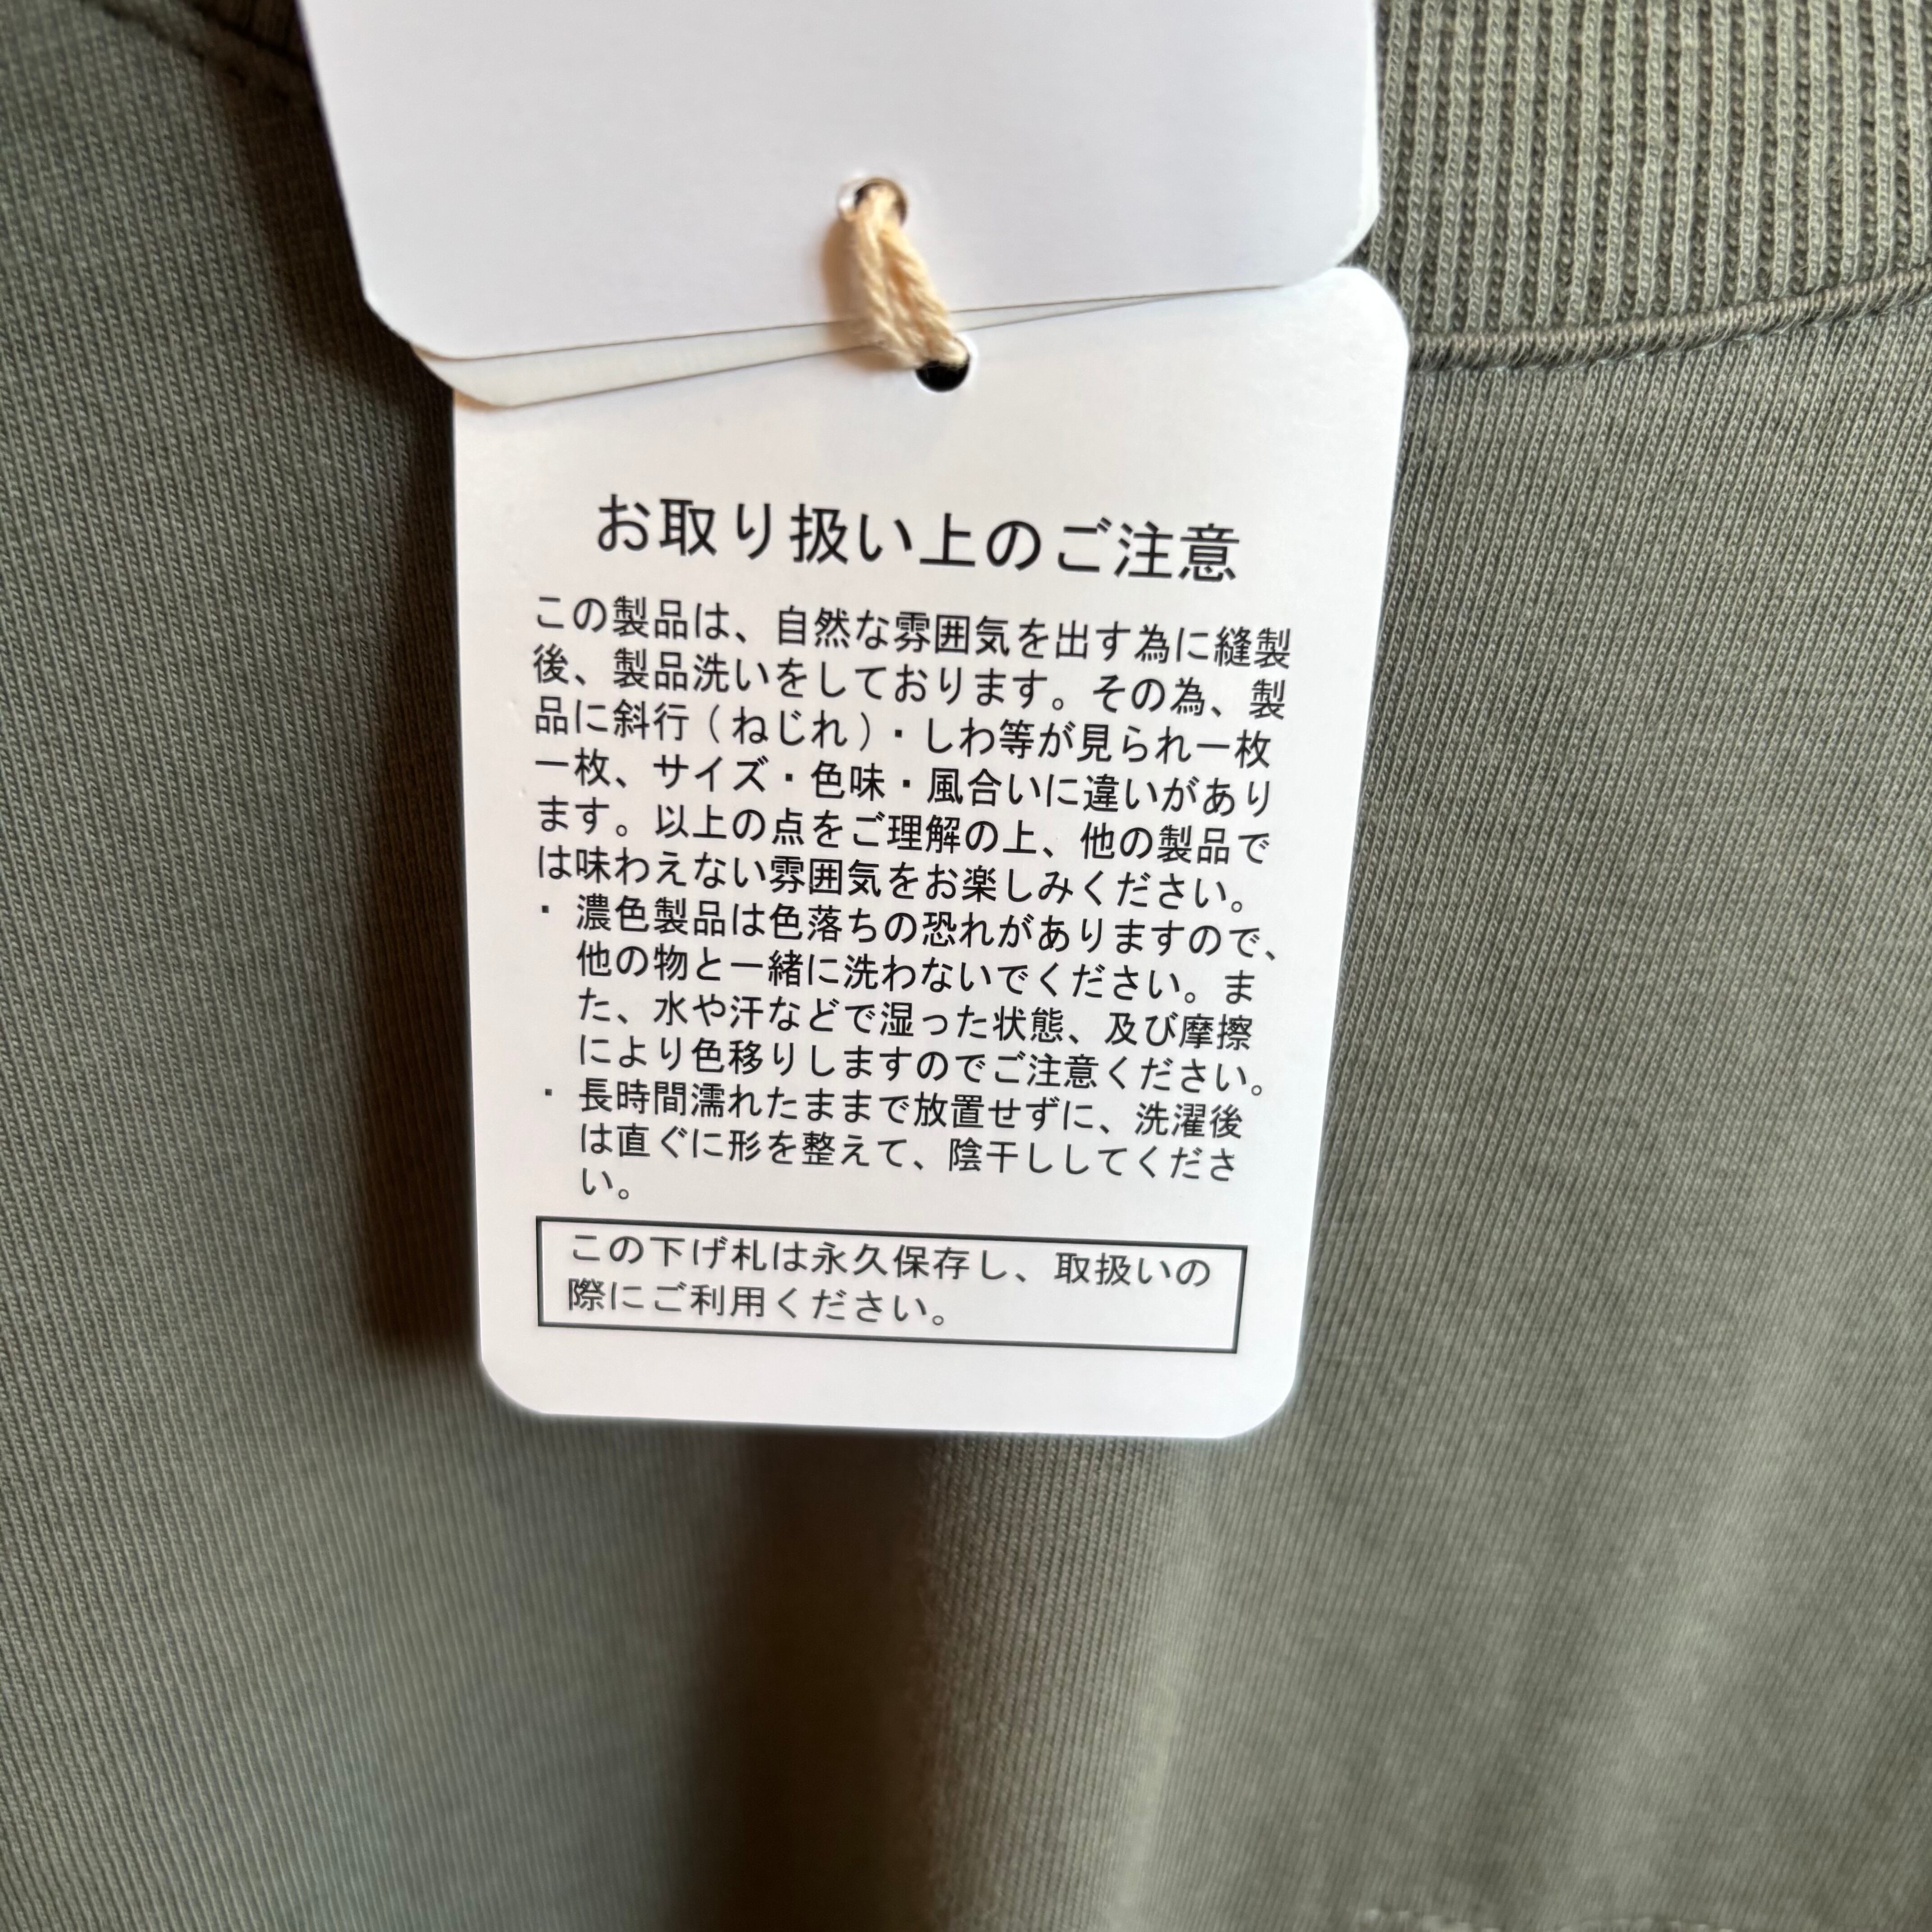 お取り扱い上のご注意
この製品は、自然な雰囲気を出す為に縫製
後、製品洗いをしております。その為、製
品に斜行(ねじれ)・しわ等が見られ一枚
一枚、サイズ・色味・風合いに違いがあり
ます。以上の点をご理解の上、他の製品で
は味わえない雰囲気をお楽しみください。
・濃色製品は色落ちの恐れがありますので、
他の物と一緒に洗わないでください。ま
た、水や汗などで湿った状態、及び摩擦
により色移りしますのでご注意ください。
・長時間濡れたままで放置せずに、洗濯後
は直ぐに形を整えて、陰干ししてくださ
い。
この下げ札は永久保存し、取扱いの
際にご利用ください。